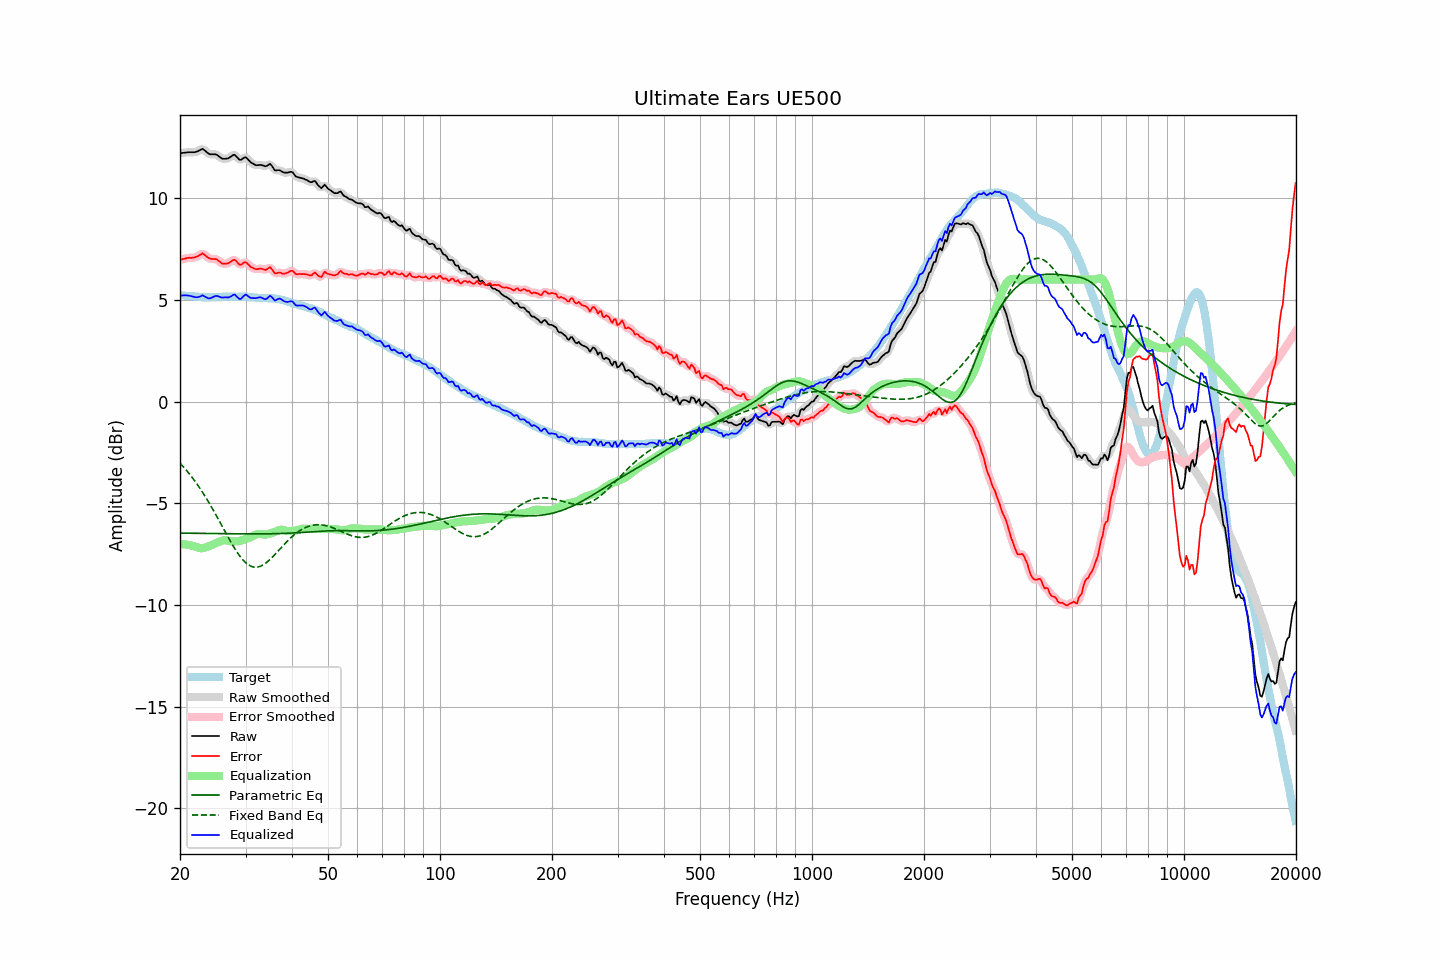 Ultimate Ears UE500
Amplitude (dBr)
10
5
0
−5
−10
−15
−20
Target
Raw Smoothed
Error Smoothed
Raw
Error
Equalization
Parametric Eq
Fixed Band Eq
Equalized
20 50 100 200 500 1000 2000 5000 10000 20000
Frequency (Hz)